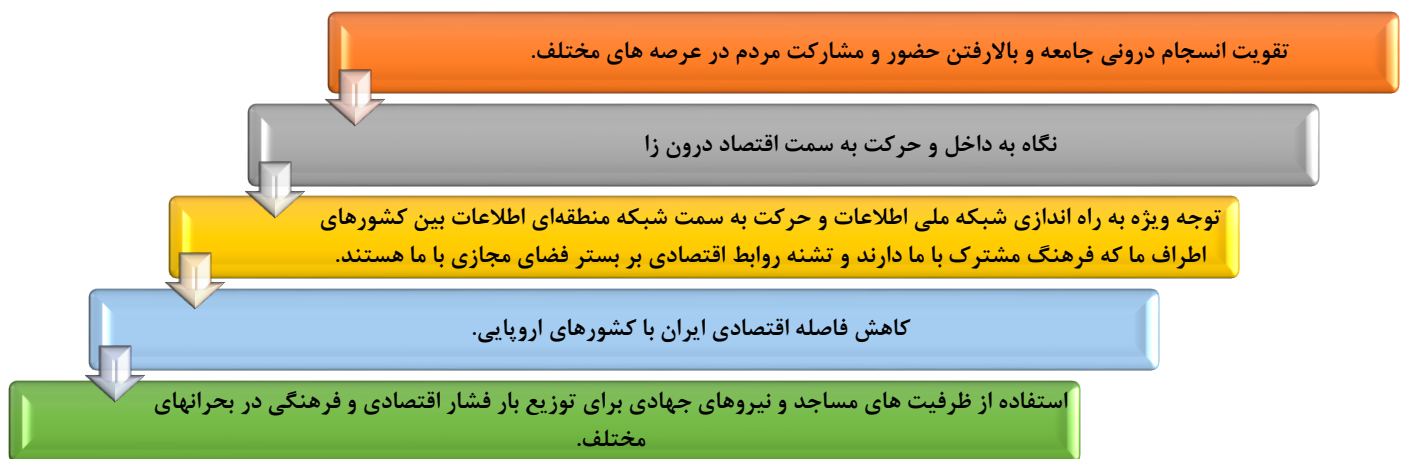 تقویت انسجام درونی جامعه و بالارفتن حضور و مشارکت مردم در عرصه های مختلف.
نگاه به داخل و حرکت به سمت اقتصاد درون زا
توجه ویژه به راه اندازی شبکه ملی اطلاعات و حرکت به سمت شبکه منطقه‌ای اطلاعات بین کشورهای
اطراف ما که فرهنگ مشترک با ما دارند و تشنه روابط اقتصادی بر بستر فضای مجازی با ما هستند.
کاهش فاصله اقتصادی ایران با کشورهای اروپایی.
استفاده از ظرفیت های مساجد و نیروهای جهادی برای توزیع بار فشار اقتصادی و فرهنگی در بحرانهای
مختلف.